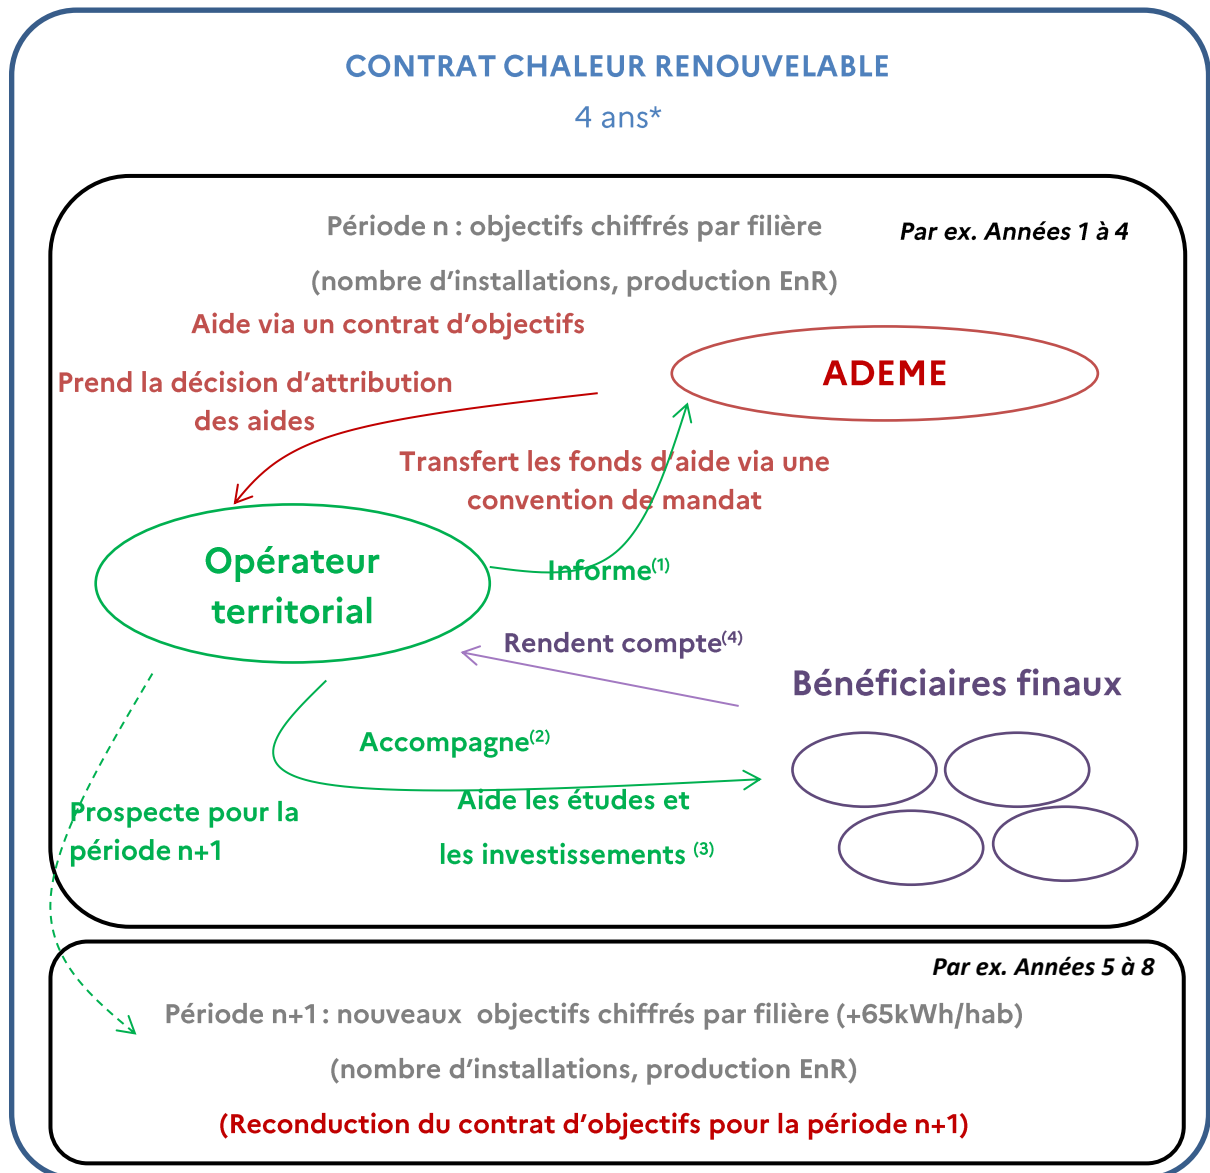 CONTRAT CHALEUR RENOUVELABLE
4 ans*
Période n : objectifs chiffrés par filière
Par ex. Années 1 à 4
(nombre d’installations, production EnR)
Aide via un contrat d’objectifs
ADEME
Prend la décision d’attribution
des aides
Transfert les fonds d’aide via une
convention de mandat
Opérateur
territorial
Informe(1)
Rendent compte(4)
Bénéficiaires finaux
Accompagne(2)
Aide les études et
les investissements (3)
Prospecte pour la
période n+1
Par ex. Années 5 à 8
Période n+1 : nouveaux  objectifs chiffrés par filière (+65kWh/hab)
(nombre d’installations, production EnR)
(Reconduction du contrat d’objectifs pour la période n+1)